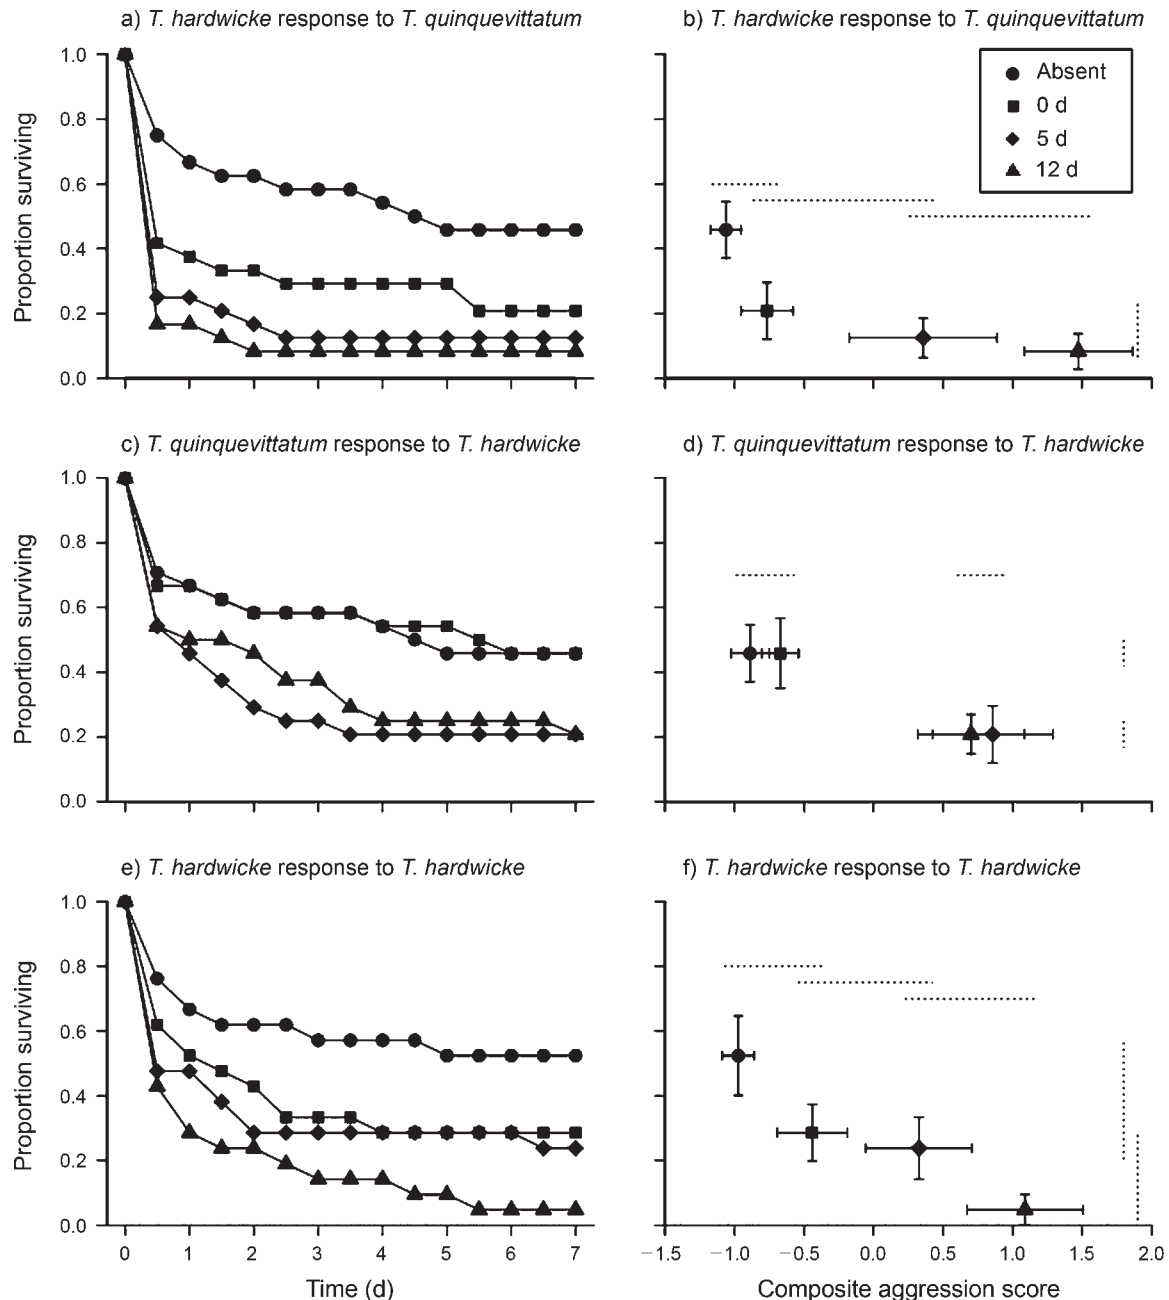 a) T. hardwicke response to T. quinquevittatum
b) T. hardwicke response to T. quinquevittatum
Proportion surviving
1.0
0.8
0.6
0.4
0.2
0.0
Absent
0 d
5 d
12 d
c) T. quinquevittatum response to T. hardwicke
d) T. quinquevittatum response to T. hardwicke
Proportion surviving
1.0
0.8
0.6
0.4
0.2
0.0
e) T. hardwicke response to T. hardwicke
f) T. hardwicke response to T. hardwicke
Proportion surviving
1.0
0.8
0.6
0.4
0.2
0.0
0 1 2 3 4 5 6 7
−1.5 −1.0 −0.5 0.0 0.5 1.0 1.5 2.0
Time (d)
Composite aggression score